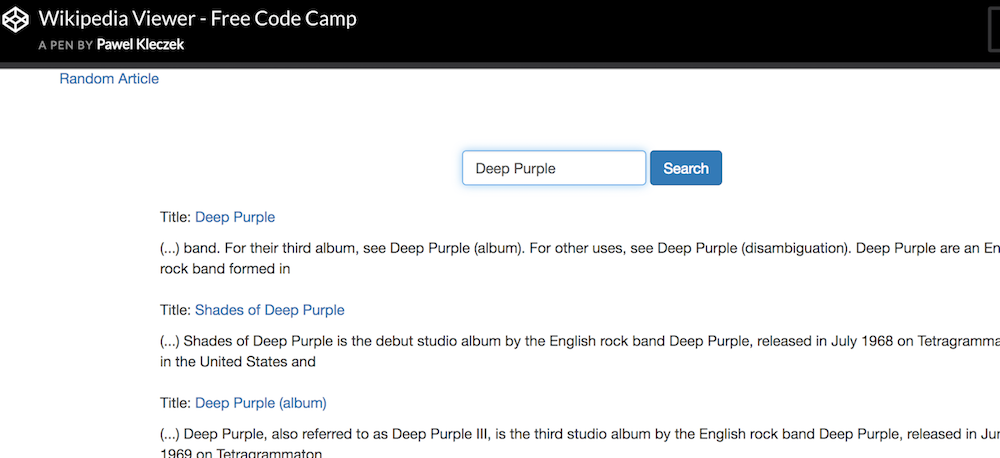 Wikipedia Viewer - Free Code Camp
A PEN BY Pawel Kleczek
Random Article
Deep Purple
Search
Title: Deep Purple
(...) band. For their third album, see Deep Purple (album). For other uses, see Deep Purple (disambiguation). Deep Purple are an En
rock band formed in
Title: Shades of Deep Purple
(...) Shades of Deep Purple is the debut studio album by the English rock band Deep Purple, released in July 1968 on Tetragramma
in the United States and
Title: Deep Purple (album)
(...) Deep Purple, also referred to as Deep Purple III, is the third studio album by the English rock band Deep Purple, released in Jun
1969 on Tetragrammaton